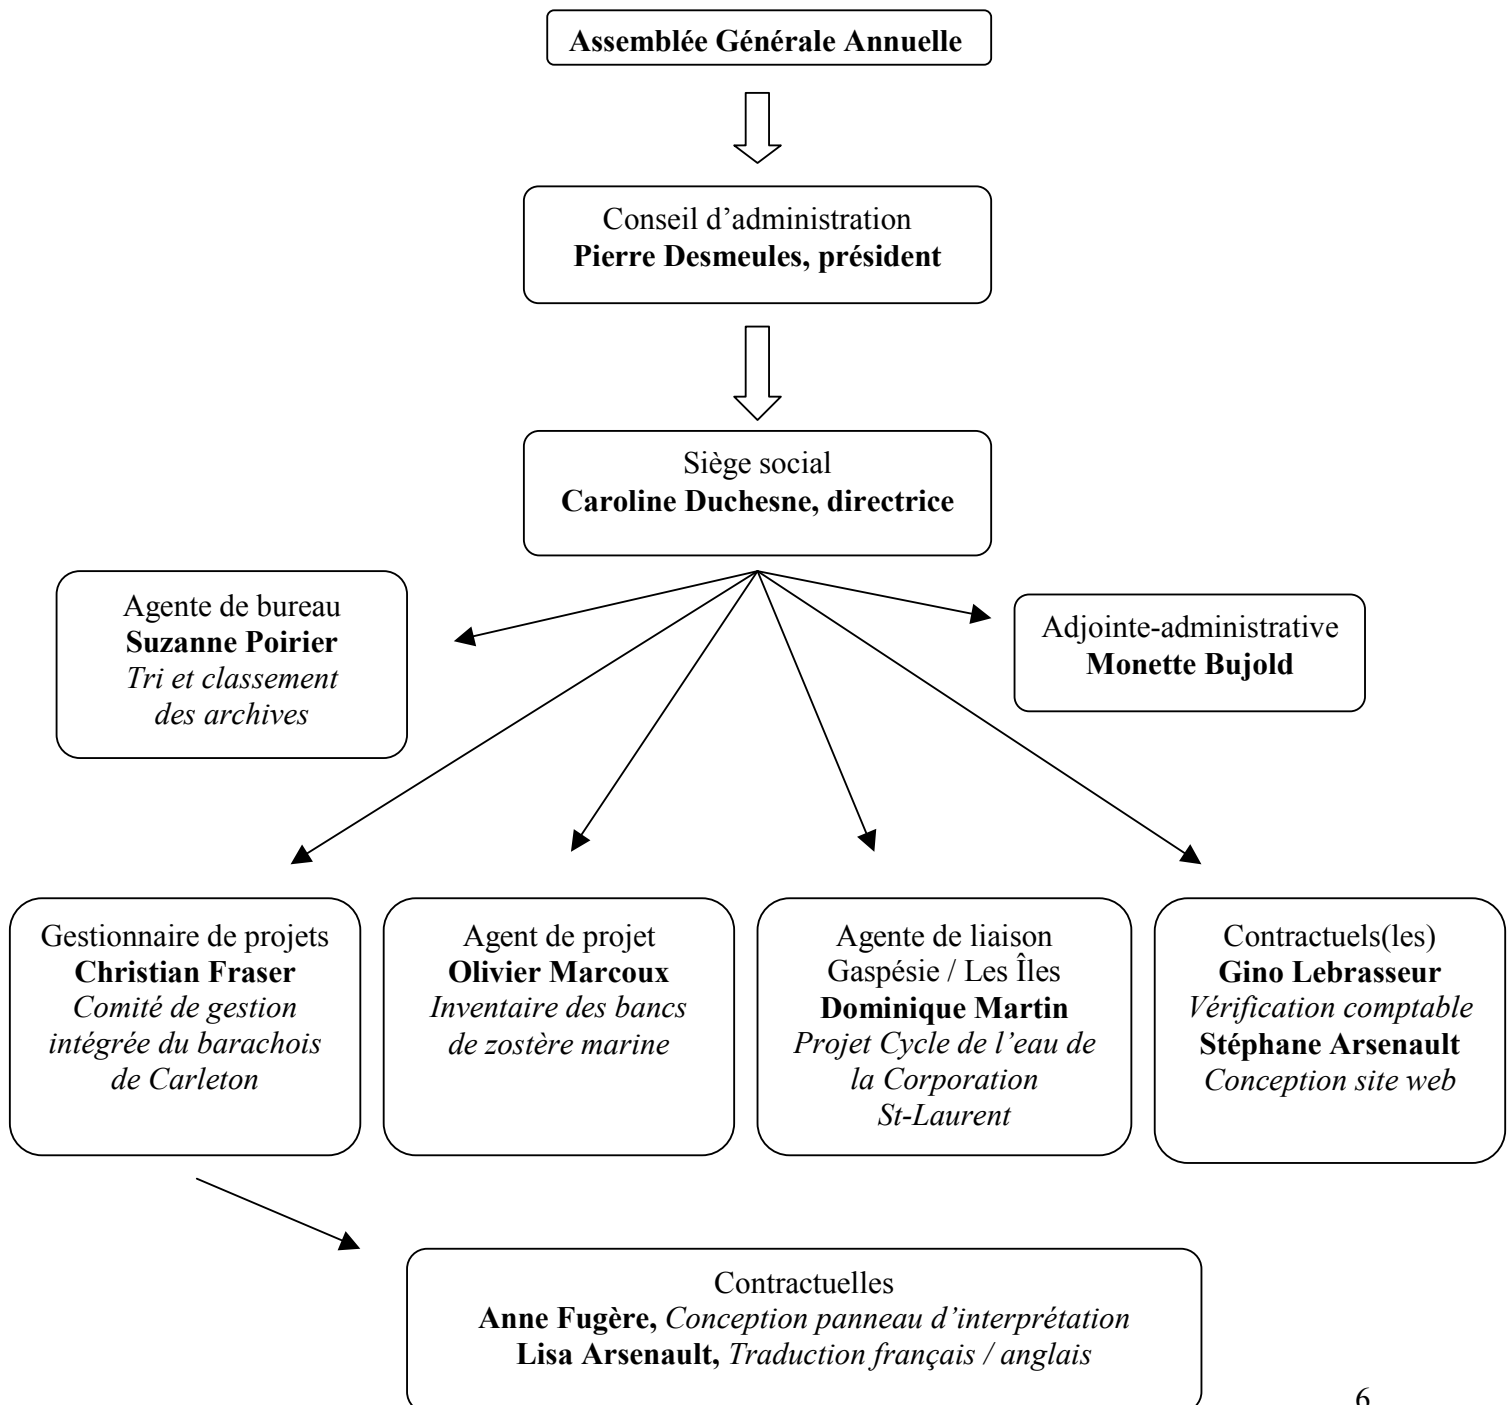 Assemblée Générale Annuelle
Conseil d’administration
Pierre Desmeules, président
Siège social
Caroline Duchesne, directrice
Agente de bureau
Suzanne Poirier
Tri et classement
des archives
Adjointe-administrative
Monette Bujold
Gestionnaire de projets
Christian Fraser
Comité de gestion
intégrée du barachois
de Carleton
Agent de projet
Olivier Marcoux
Inventaire des bancs
de zostère marine
Agente de liaison
Gaspésie / Les Îles
Dominique Martin
Projet Cycle de l’eau de
la Corporation
St-Laurent
Contractuels(les)
Gino Lebrasseur
Vérification comptable
Stéphane Arsenault
Conception site web
Contractuelles
Anne Fugère, Conception panneau d’interprétation
Lisa Arsenault, Traduction français / anglais
6